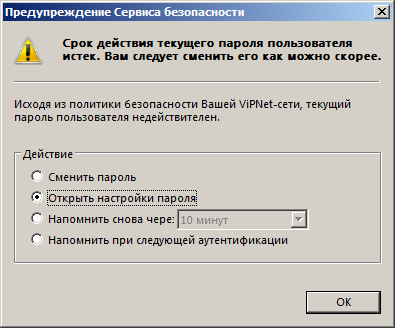 Предупреждение Сервиса безопасности
Срок действия текущего пароля пользователя
истек. Вам следует сменить его как можно скорее.
Исходя из политики безопасности Вашей ViPNet-сети, текущий
пароль пользователя недействителен.
Действие
Сменить пароль
Открыть настройки пароля
Напомнить снова чере: 10 минут
Напомнить при следующей аутентификации
OK